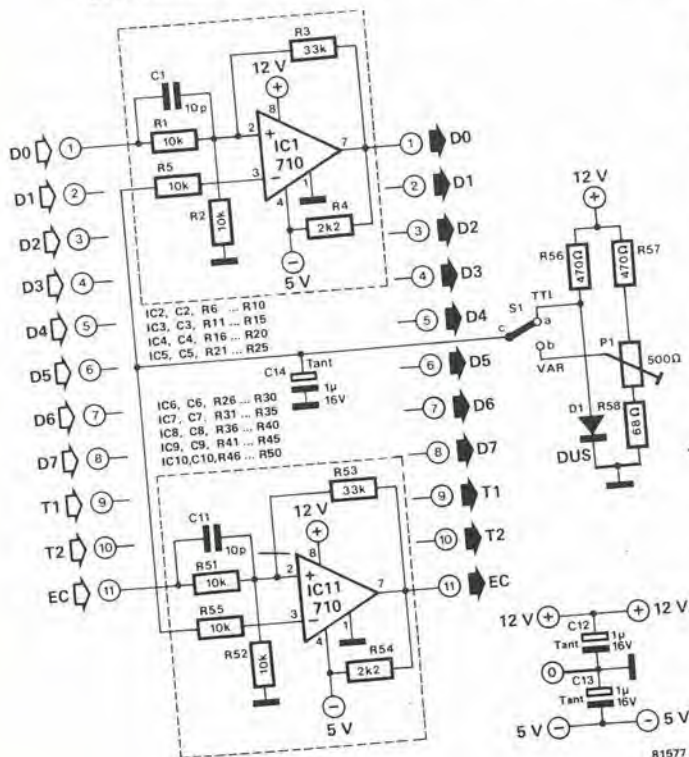 R3
33k
12 V
C1
10p
8
D0
1
R1
10k
2
+
IC1
710
7
1
D0
R5
10k
3
−
4
1
D1
2
2
D1
R2
10k
R4
2k2
D2
3
3
D2
5 V
D3
4
4
D3
12 V
R56
470Ω
R57
470Ω
IC2, C2, R6 ... R10
IC3, C3, R11 ... R15
IC4, C4, R16 ... R20
IC5, C5, R21 ... R25
D4
5
5
D4
S1
TTL
a
c
b
VAR
P1
500Ω
D5
6
6
D5
C14
Tant
1µ
16V
D1
R58
68Ω
DUS
IC6, C6, R26 ... R30
IC7, C7, R31 ... R35
IC8, C8, R36 ... R40
IC9, C9, R41 ... R45
IC10, C10, R46 ... R50
D6
7
7
D6
D7
8
8
D7
T1
9
9
T1
T2
10
10
T2
R53
33k
12 V
C11
10p
8
EC
11
R51
10k
2
+
IC11
710
7
11
EC
R55
10k
3
−
4
1
R52
10k
R54
2k2
5 V
12 V
+
C12
1µ
Tant
16V
+
12 V
0
C13
1µ
Tant
16V
5 V
−
−
5 V
81577